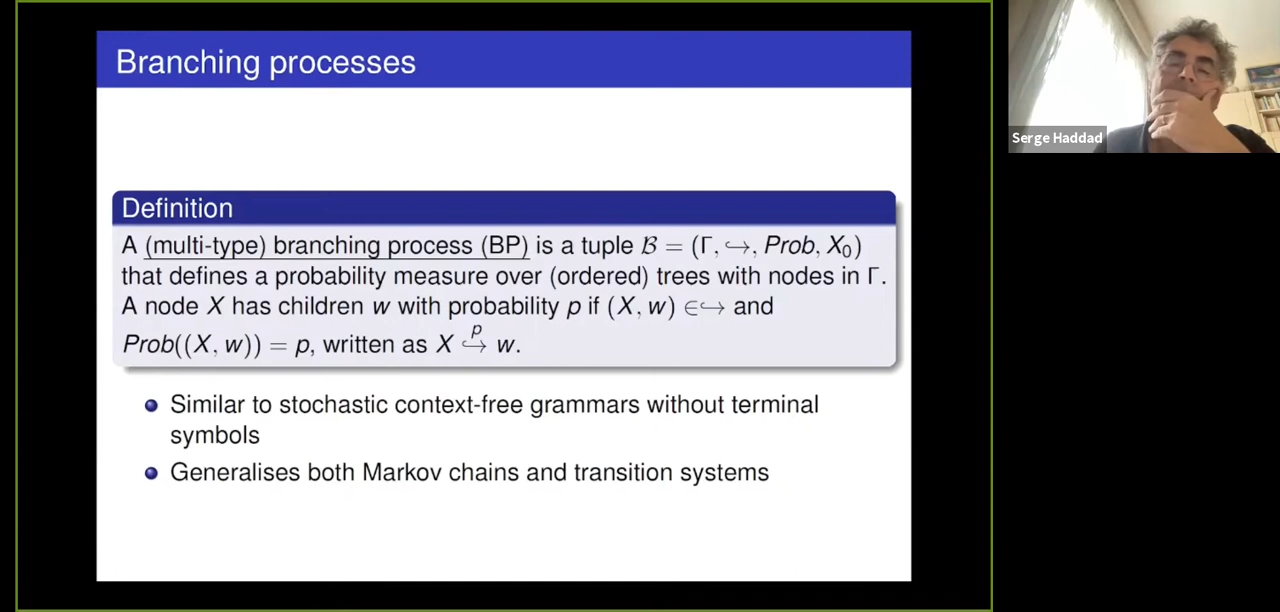 Branching processes
Definition
A (multi-type) branching process (BP) is a tuple ℬ = (Γ, ↪, Prob, X₀)
that defines a probability measure over (ordered) trees with nodes in Γ.
A node X has children w with probability p if (X, w) ∈↪ and
Prob((X, w)) = p, written as X ↪ᵖ w.
Similar to stochastic context-free grammars without terminal
symbols
Generalises both Markov chains and transition systems
Serge Haddad